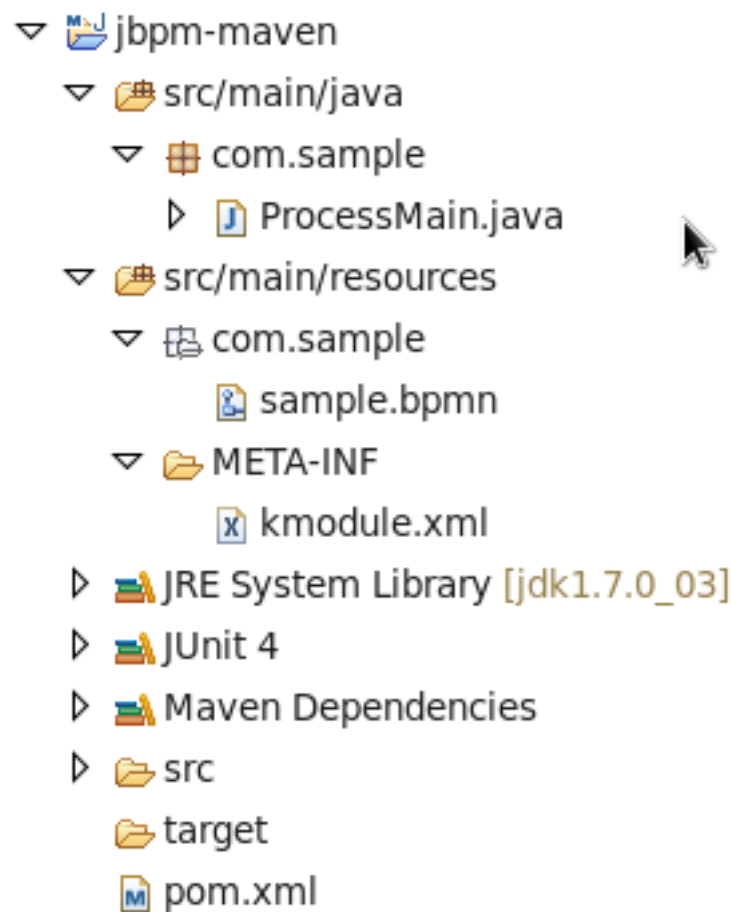 jbpm-maven
src/main/java
com.sample
ProcessMain.java
src/main/resources
com.sample
sample.bpmn
META-INF
kmodule.xml
JRE System Library [jdk1.7.0_03]
JUnit 4
Maven Dependencies
src
target
pom.xml